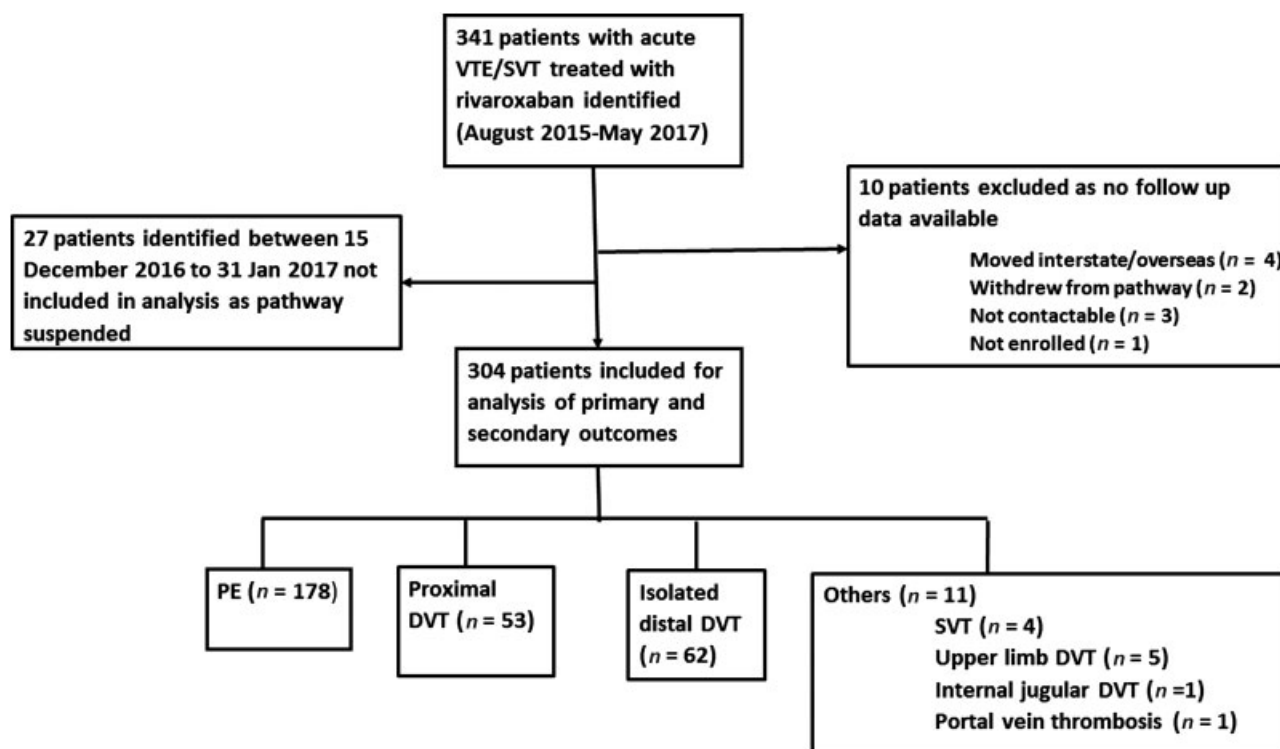 341 patients with acute
VTE/SVT treated with
rivaroxaban identified
(August 2015-May 2017)
10 patients excluded as no follow up
data available
Moved interstate/overseas (n = 4)
Withdrew from pathway (n = 2)
Not contactable (n = 3)
Not enrolled (n = 1)
27 patients identified between 15
December 2016 to 31 Jan 2017 not
included in analysis as pathway
suspended
304 patients included for
analysis of primary and
secondary outcomes
PE (n = 178)
Proximal
DVT (n = 53)
Isolated
distal DVT
(n = 62)
Others (n = 11)
SVT (n = 4)
Upper limb DVT (n = 5)
Internal jugular DVT (n =1)
Portal vein thrombosis (n = 1)